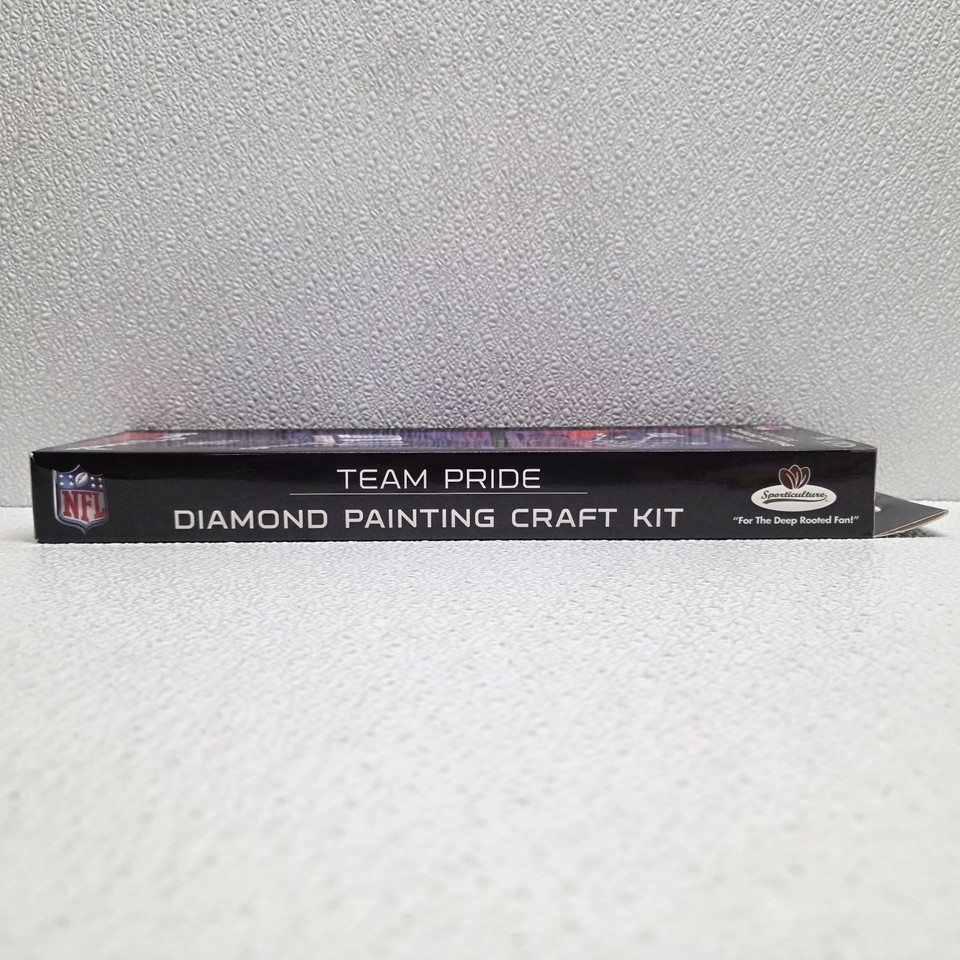 NFL
TEAM PRIDE
DIAMOND PAINTING CRAFT KIT
Sporticulture
"For The Deep Rooted Fan!"